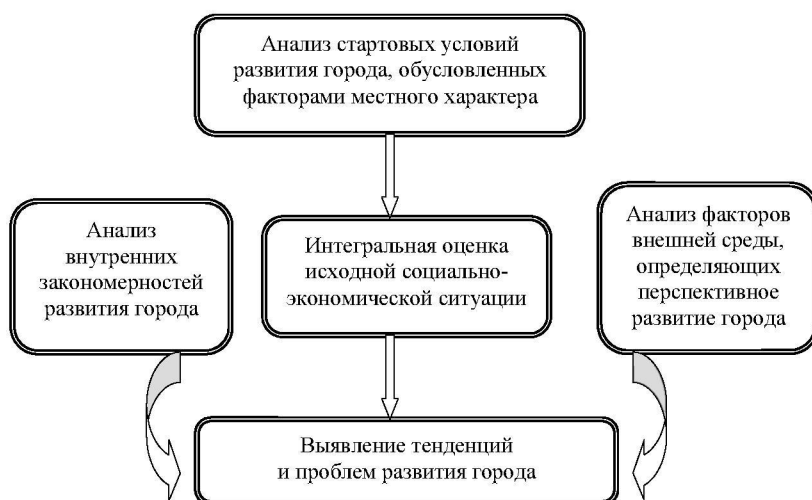 Анализ стартовых условий
развития города, обусловленных
факторами местного характера
Анализ
внутренних
закономерностей
развития города
Интегральная оценка
исходной социально-
экономической ситуации
Анализ факторов
внешней среды,
определяющих
перспективное
развитие города
Выявление тенденций
и проблем развития города